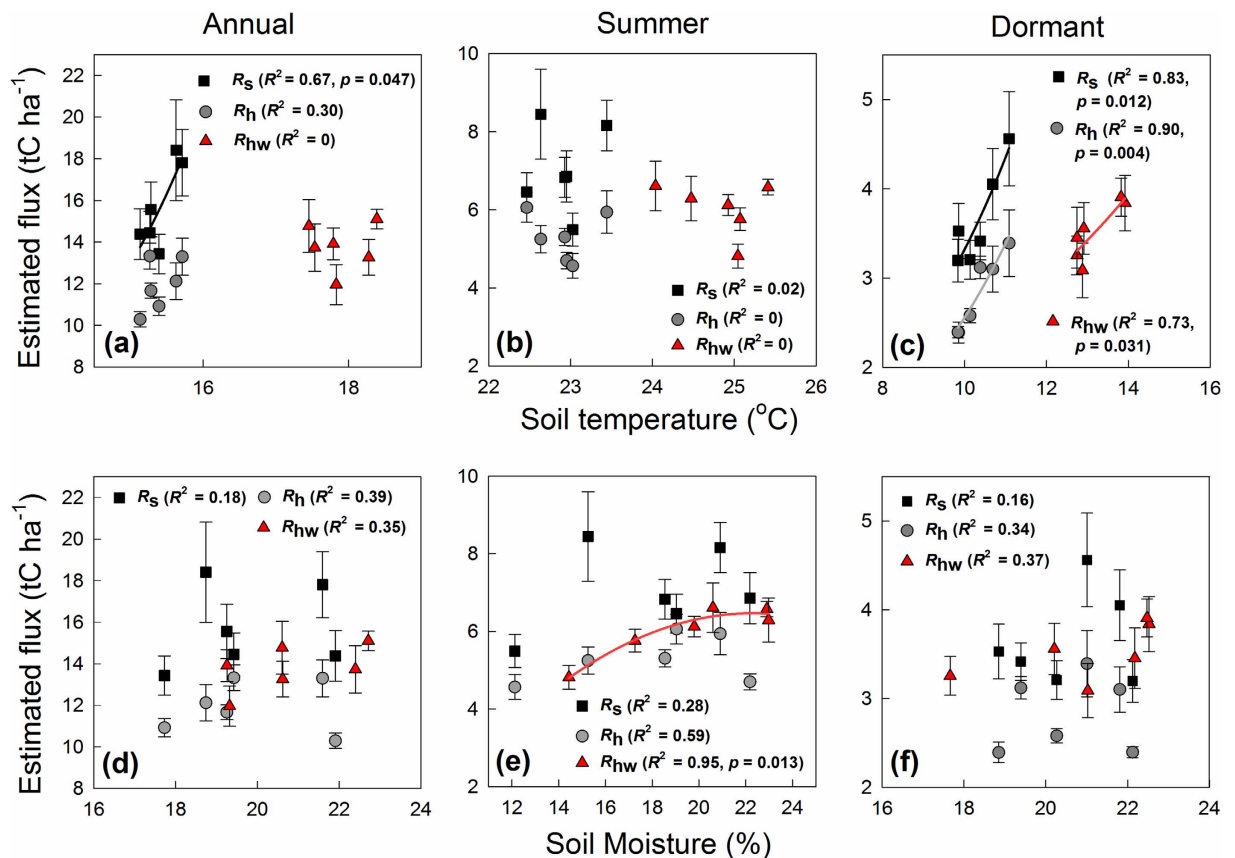 Annual
Summer
Dormant
Estimated flux (tC ha⁻¹)
22
20
18
16
14
12
10
8
Rs (R² = 0.67, p = 0.047)
Rh (R² = 0.30)
Rhw (R² = 0)
(a)
16
18
10
8
6
4
2
Rs (R² = 0.02)
Rh (R² = 0)
Rhw (R² = 0)
(b)
22
23
24
25
26
5
4
3
2
Rs (R² = 0.83,
p = 0.012)
Rh (R² = 0.90,
p = 0.004)
Rhw (R² = 0.73,
p = 0.031)
(c)
8
10
12
14
16
Soil temperature (°C)
Estimated flux (tC ha⁻¹)
22
20
18
16
14
12
10
8
Rs (R² = 0.18)
Rh (R² = 0.39)
Rhw (R² = 0.35)
(d)
16
18
20
22
24
10
8
6
4
2
Rs (R² = 0.28)
Rh (R² = 0.59)
Rhw (R² = 0.95, p = 0.013)
(e)
12
14
16
18
20
22
24
5
4
3
2
Rs (R² = 0.16)
Rh (R² = 0.34)
Rhw (R² = 0.37)
(f)
16
18
20
22
24
Soil Moisture (%)